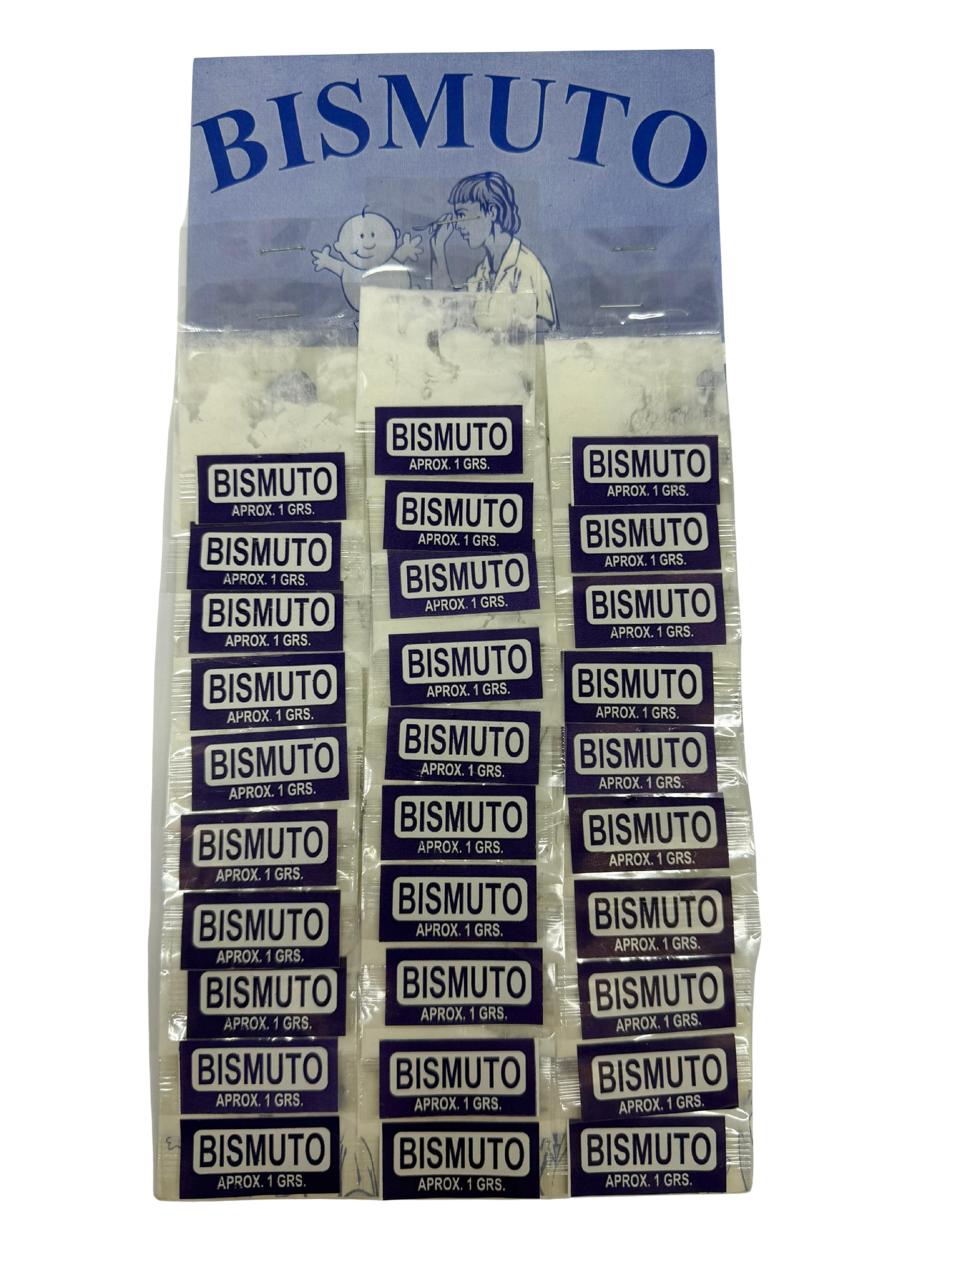 BISMUTO
BISMUTO
APROX. 1 GRS.
BISMUTO
APROX. 1 GRS.
BISMUTO
APROX. 1 GRS.
BISMUTO
APROX. 1 GRS.
BISMUTO
APROX. 1 GRS.
BISMUTO
APROX. 1 GRS.
BISMUTO
APROX. 1 GRS.
BISMUTO
APROX. 1 GRS.
BISMUTO
APROX. 1 GRS.
BISMUTO
APROX. 1 GRS.
BISMUTO
APROX. 1 GRS.
BISMUTO
APROX. 1 GRS.
BISMUTO
APROX. 1 GRS.
BISMUTO
APROX. 1 GRS.
BISMUTO
APROX. 1 GRS.
BISMUTO
APROX. 1 GRS.
BISMUTO
APROX. 1 GRS.
BISMUTO
APROX. 1 GRS.
BISMUTO
APROX. 1 GRS.
BISMUTO
APROX. 1 GRS.
BISMUTO
APROX. 1 GRS.
BISMUTO
APROX. 1 GRS.
BISMUTO
APROX. 1 GRS.
BISMUTO
APROX. 1 GRS.
BISMUTO
APROX. 1 GRS.
BISMUTO
APROX. 1 GRS.
BISMUTO
APROX. 1 GRS.
BISMUTO
APROX. 1 GRS.
BISMUTO
APROX. 1 GRS.
BISMUTO
APROX. 1 GRS.